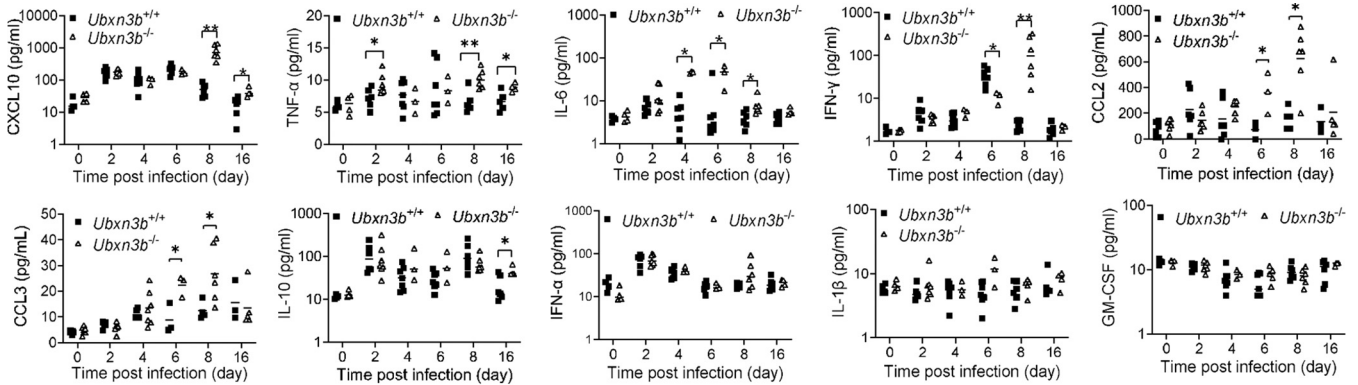 CXCL10 (pg/ml)
10000
1000
100
10
1
■ Ubxn3b+/+
△ Ubxn3b-/-
**
*
0 2 4 6 8 16
Time post infection (day)
TNF-α (pg/ml)
25
20
15
10
5
0
■ Ubxn3b+/+ △ Ubxn3b-/-
* ** *
0 2 4 6 8 16
Time post infection (day)
IL-6 (pg/ml)
1000
100
10
1
■ Ubxn3b+/+ △ Ubxn3b-/-
* * *
0 2 4 6 8 16
Time post infection (day)
IFN-γ (pg/ml)
1000
100
10
1
■ Ubxn3b+/+
△ Ubxn3b-/-
* **
0 2 4 6 8 16
Time post infection (day)
CCL2 (pg/mL)
1000
800
600
400
200
0
■ Ubxn3b+/+
△ Ubxn3b-/-
* *
0 2 4 6 8 16
Time post infection (day)
CCL3 (pg/mL)
50
40
30
20
10
0
■ Ubxn3b+/+
△ Ubxn3b-/-
* *
0 2 4 6 8 16
Time post infection (day)
IL-10 (pg/ml)
1000
100
10
1
■ Ubxn3b+/+ △ Ubxn3b-/-
*
0 2 4 6 8 16
Time post infection (day)
IFN-α (pg/ml)
1000
100
10
1
■ Ubxn3b+/+ △ Ubxn3b-/-
0 2 4 6 8 16
Time post infection (day)
IL-1β (pg/ml)
100
10
1
■ Ubxn3b+/+
△ Ubxn3b-/-
0 2 4 6 8 16
Time post infection (day)
GM-CSF (pg/ml)
100
10
1
■ Ubxn3b+/+ △ Ubxn3b-/-
0 2 4 6 8 16
Time post infection (day)